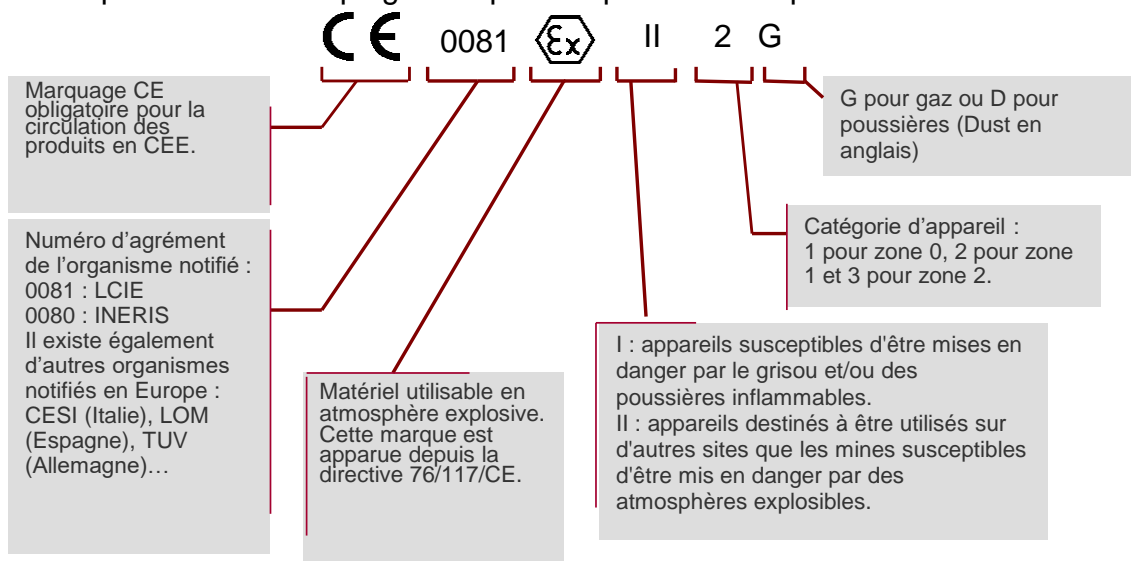 CE 0081 Ex II 2 G
Marquage CE
obligatoire pour la
circulation des
produits en CEE.
G pour gaz ou D pour
poussières (Dust en
anglais)
Numéro d'agrément
de l'organisme notifié :
0081 : LCIE
0080 : INERIS
Il existe également
d'autres organismes
notifiés en Europe :
CESI (Italie), LOM
(Espagne), TUV
(Allemagne)…
Catégorie d'appareil :
1 pour zone 0, 2 pour zone
1 et 3 pour zone 2.
Matériel utilisable en
atmosphère explosive.
Cette marque est
apparue depuis la
directive 76/117/CE.
I : appareils susceptibles d'être mises en
danger par le grisou et/ou des
poussières inflammables.
II : appareils destinés à être utilisés sur
d'autres sites que les mines susceptibles
d'être mis en danger par des
atmosphères explosibles.